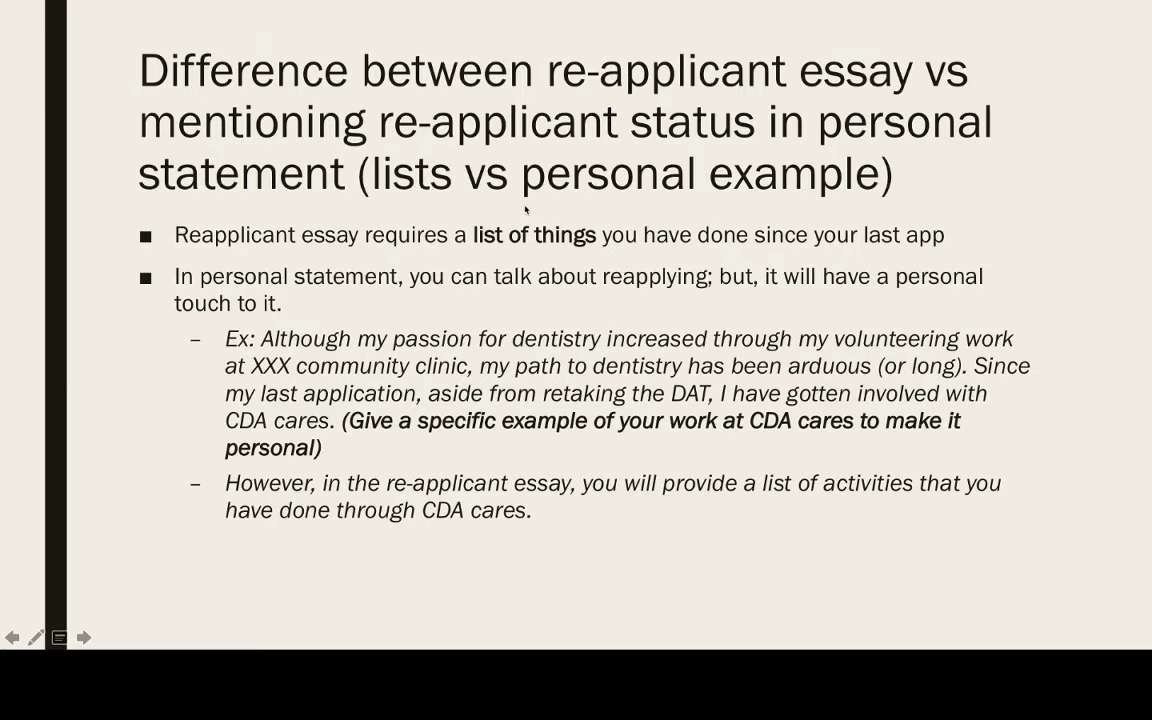 Difference between re-applicant essay vs
mentioning re-applicant status in personal
statement (lists vs personal example)
■ Reapplicant essay requires a list of things you have done since your last app
■ In personal statement, you can talk about reapplying; but, it will have a personal
touch to it.
– Ex: Although my passion for dentistry increased through my volunteering work
at XXX community clinic, my path to dentistry has been arduous (or long). Since
my last application, aside from retaking the DAT, I have gotten involved with
CDA cares. (Give a specific example of your work at CDA cares to make it
personal)
– However, in the re-applicant essay, you will provide a list of activities that you
have done through CDA cares.